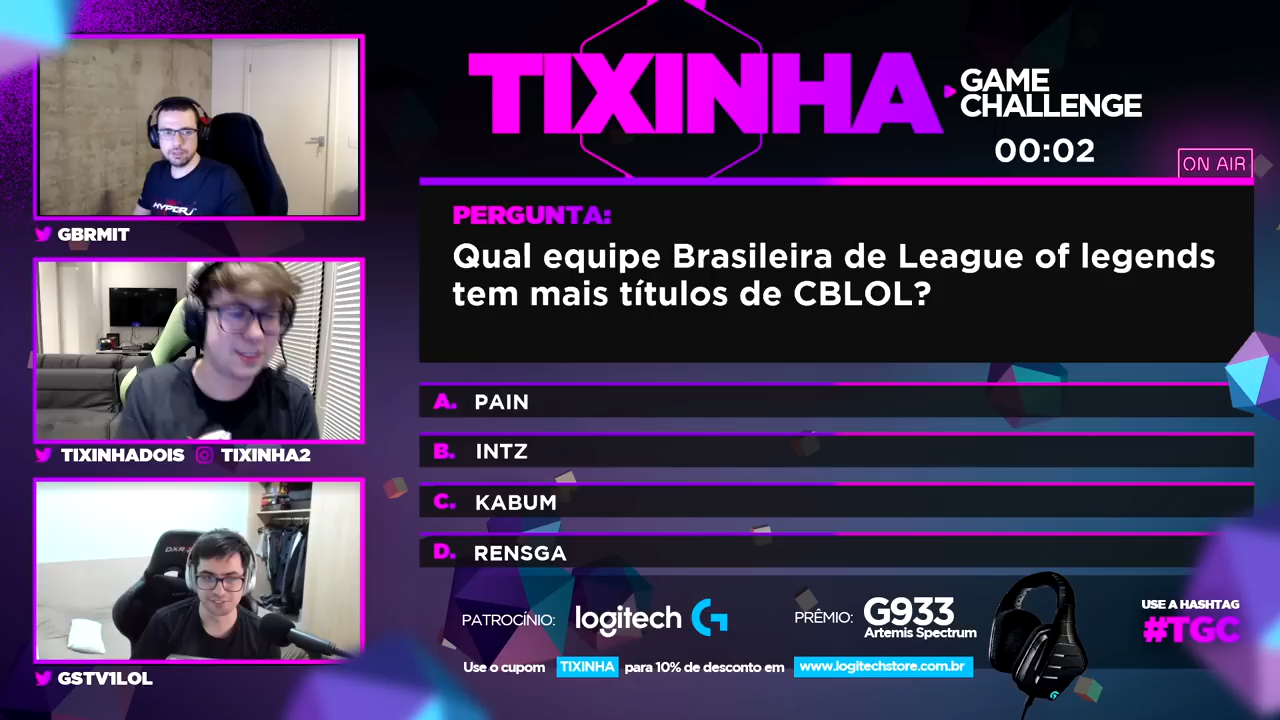 TIXINHA
GAME
CHALLENGE
00:02
ON AIR
HYPERX
GBRMIT
PERGUNTA:
Qual equipe Brasileira de League of legends
tem mais títulos de CBLOL?
TIXINHADOIS TIXINHA2
A. PAIN
B. INTZ
C. KABUM
D. RENSGA
DXR
GSTV1LOL
PATROCÍNIO: logitech G
PRÊMIO: G933
Artemis Spectrum
USE A HASHTAG
#TGC
Use o cupom TIXINHA para 10% de desconto em www.logitechstore.com.br